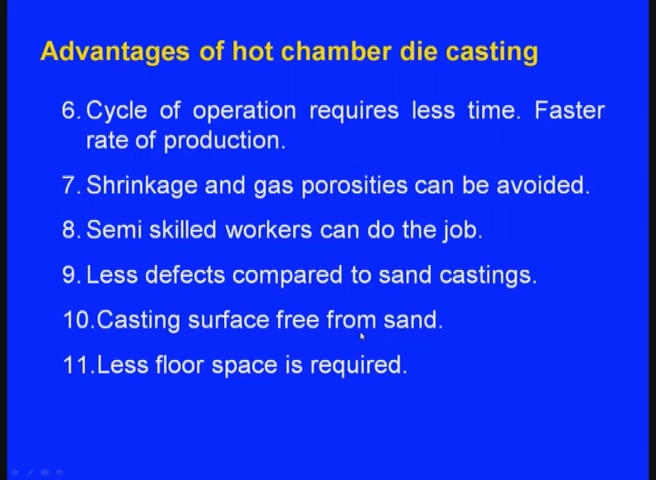 Advantages of hot chamber die casting
6. Cycle of operation requires less time. Faster
rate of production.
7. Shrinkage and gas porosities can be avoided.
8. Semi skilled workers can do the job.
9. Less defects compared to sand castings.
10.Casting surface free from sand.
11.Less floor space is required.